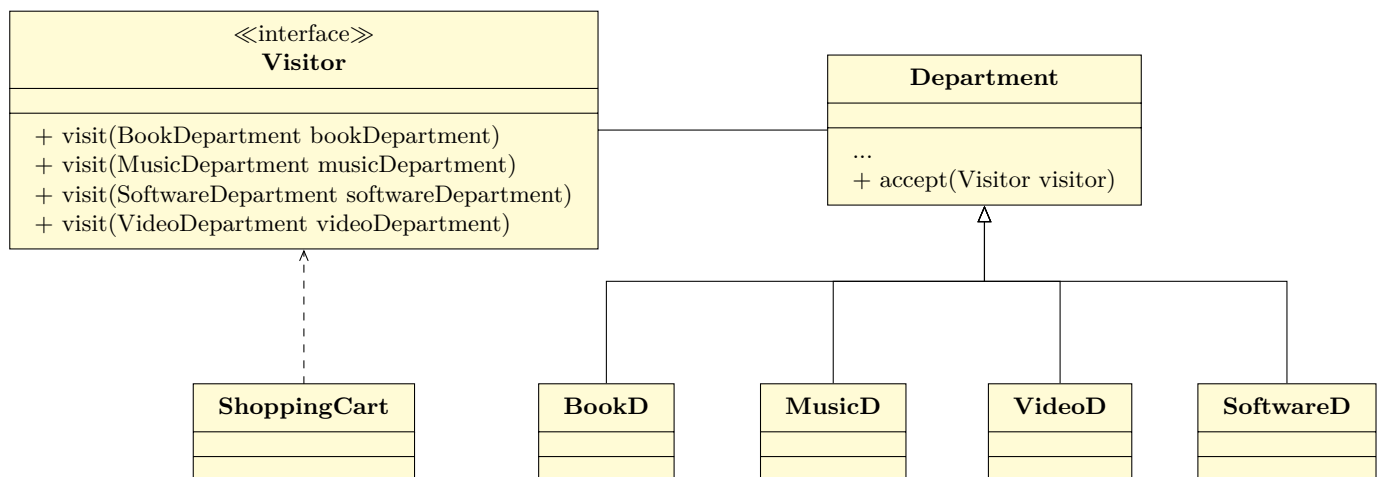 ≪interface≫
Visitor
+ visit(BookDepartment bookDepartment)
+ visit(MusicDepartment musicDepartment)
+ visit(SoftwareDepartment softwareDepartment)
+ visit(VideoDepartment videoDepartment)
Department
...
+ accept(Visitor visitor)
ShoppingCart
BookD
MusicD
VideoD
SoftwareD